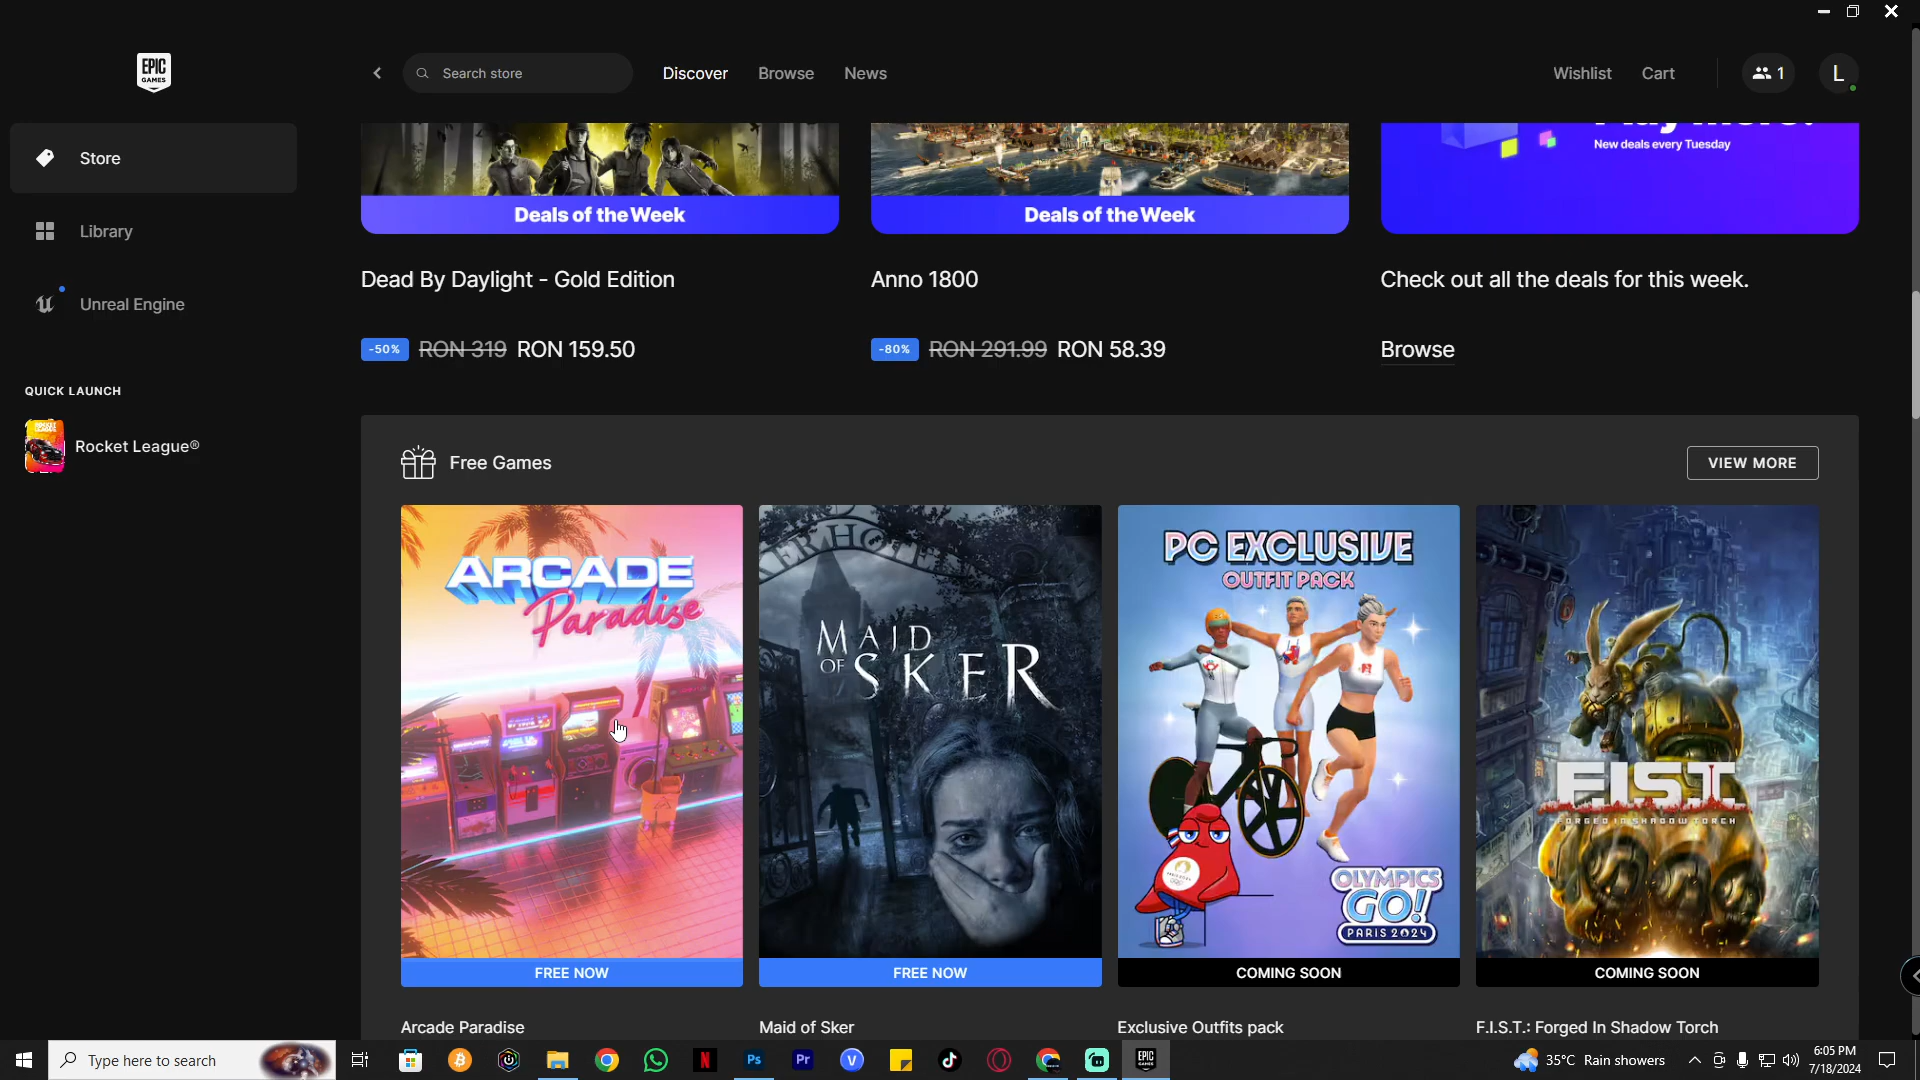 EPIC
GAMES
Search store
Discover
Browse
News
Wishlist
Cart
1
L
Store
Library
Unreal Engine
QUICK LAUNCH
Rocket League®
New deals every Tuesday
Deals of the Week
Deals of the Week
Dead By Daylight - Gold Edition
Anno 1800
Check out all the deals for this week.
-50% RON 319 RON 159.50
-80% RON 291.99 RON 58.39
Browse
Free Games
VIEW MORE
ARCADE
Paradise
MAID
OF SKER
PC EXCLUSIVE
OUTFIT PACK
OLYMPICS
GO!
PARIS 2024
F.I.S.T.
FORGED IN SHADOW TORCH
FREE NOW
FREE NOW
COMING SOON
COMING SOON
Arcade Paradise
Maid of Sker
Exclusive Outfits pack
F.I.S.T.: Forged In Shadow Torch
Type here to search
Ps
Pr
V
EPIC
GAMES
35°C Rain showers
6:05 PM
7/18/2024